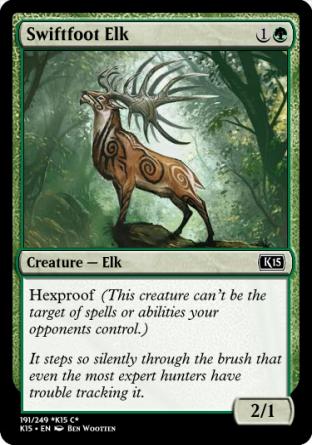 Swiftfoot Elk 1
Creature — Elk K15
Hexproof (This creature can't be the
target of spells or abilities your
opponents control.)
It steps so silently through the brush that
even the most expert hunters have
trouble tracking it.
191/249 *K15 C*
K15 • EN Ben Wootten
2/1